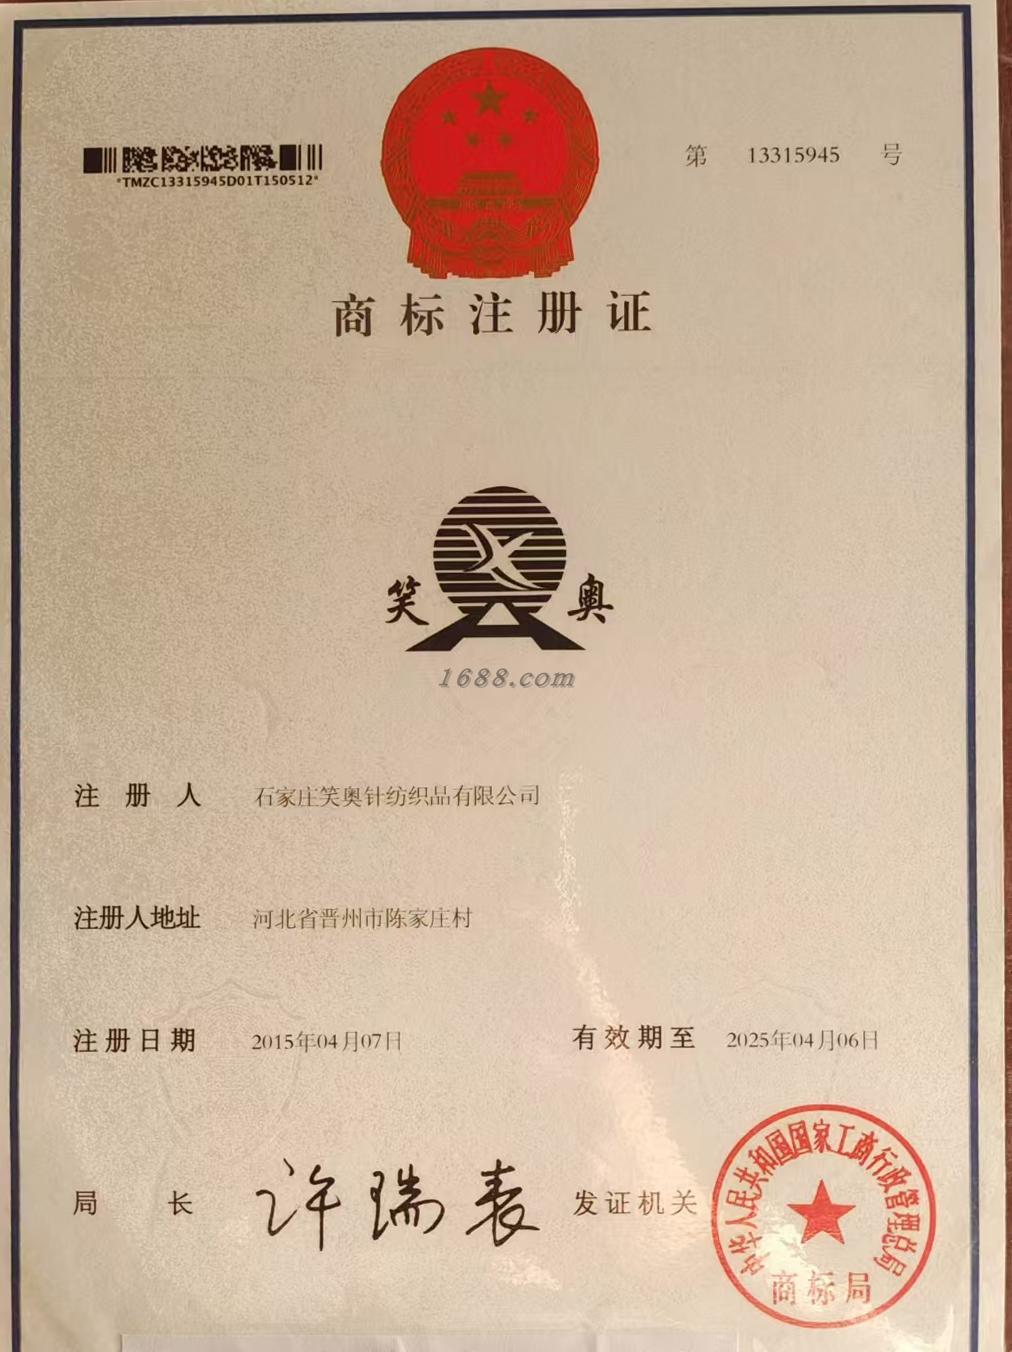 *TMZC13315945D01T150512*
第 13315945 号
商标注册证
笑 奥
1688.com
注册人 石家庄笑奥针纺织品有限公司
注册人地址 河北省晋州市陈家庄村
注册日期 2015年04月07日 有效期至 2025年04月06日
局长 许瑞表 发证机关
中华人民共和国国家工商行政管理总局
商标局